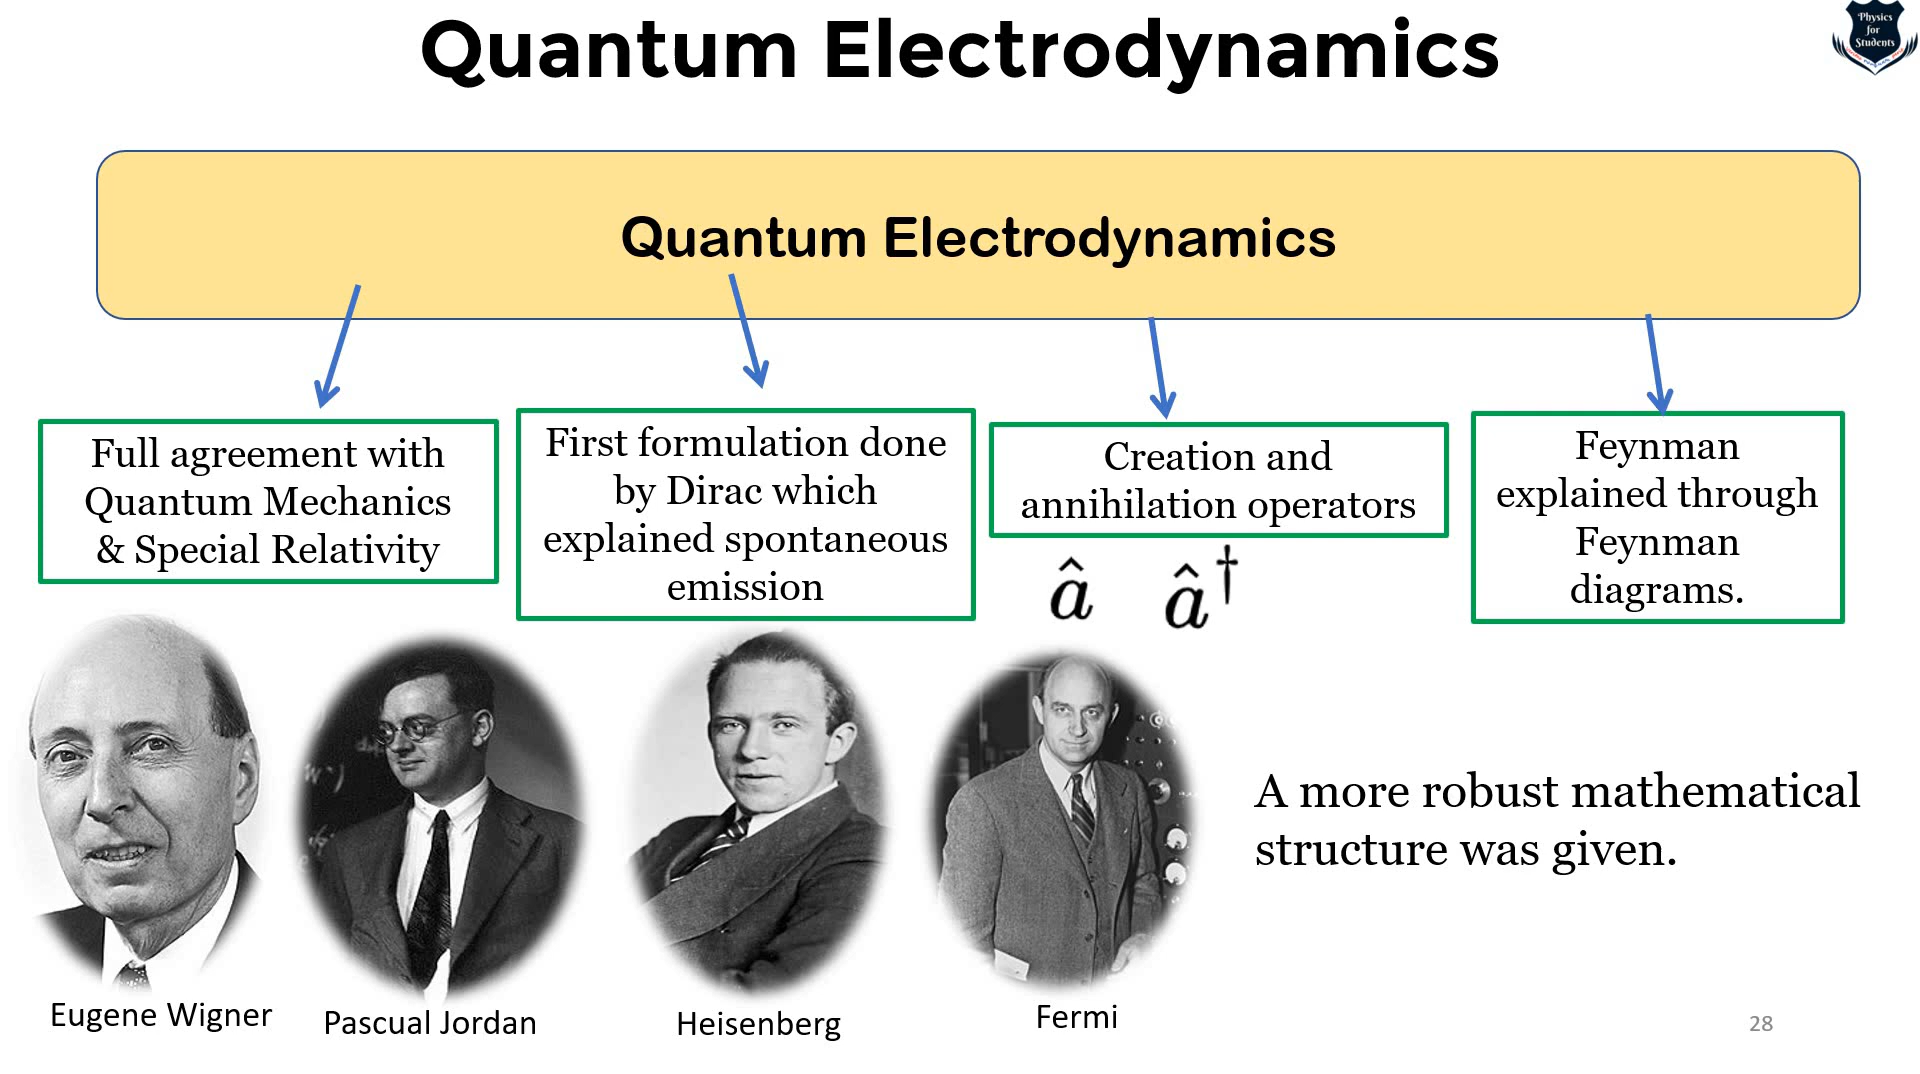 Quantum Electrodynamics
Physics
for
Students
Quantum Electrodynamics
Full agreement with
Quantum Mechanics
& Special Relativity
First formulation done
by Dirac which
explained spontaneous
emission
Creation and
annihilation operators
â â†
Feynman
explained through
Feynman
diagrams.
A more robust mathematical
structure was given.
Eugene Wigner
Pascual Jordan
Heisenberg
Fermi
28